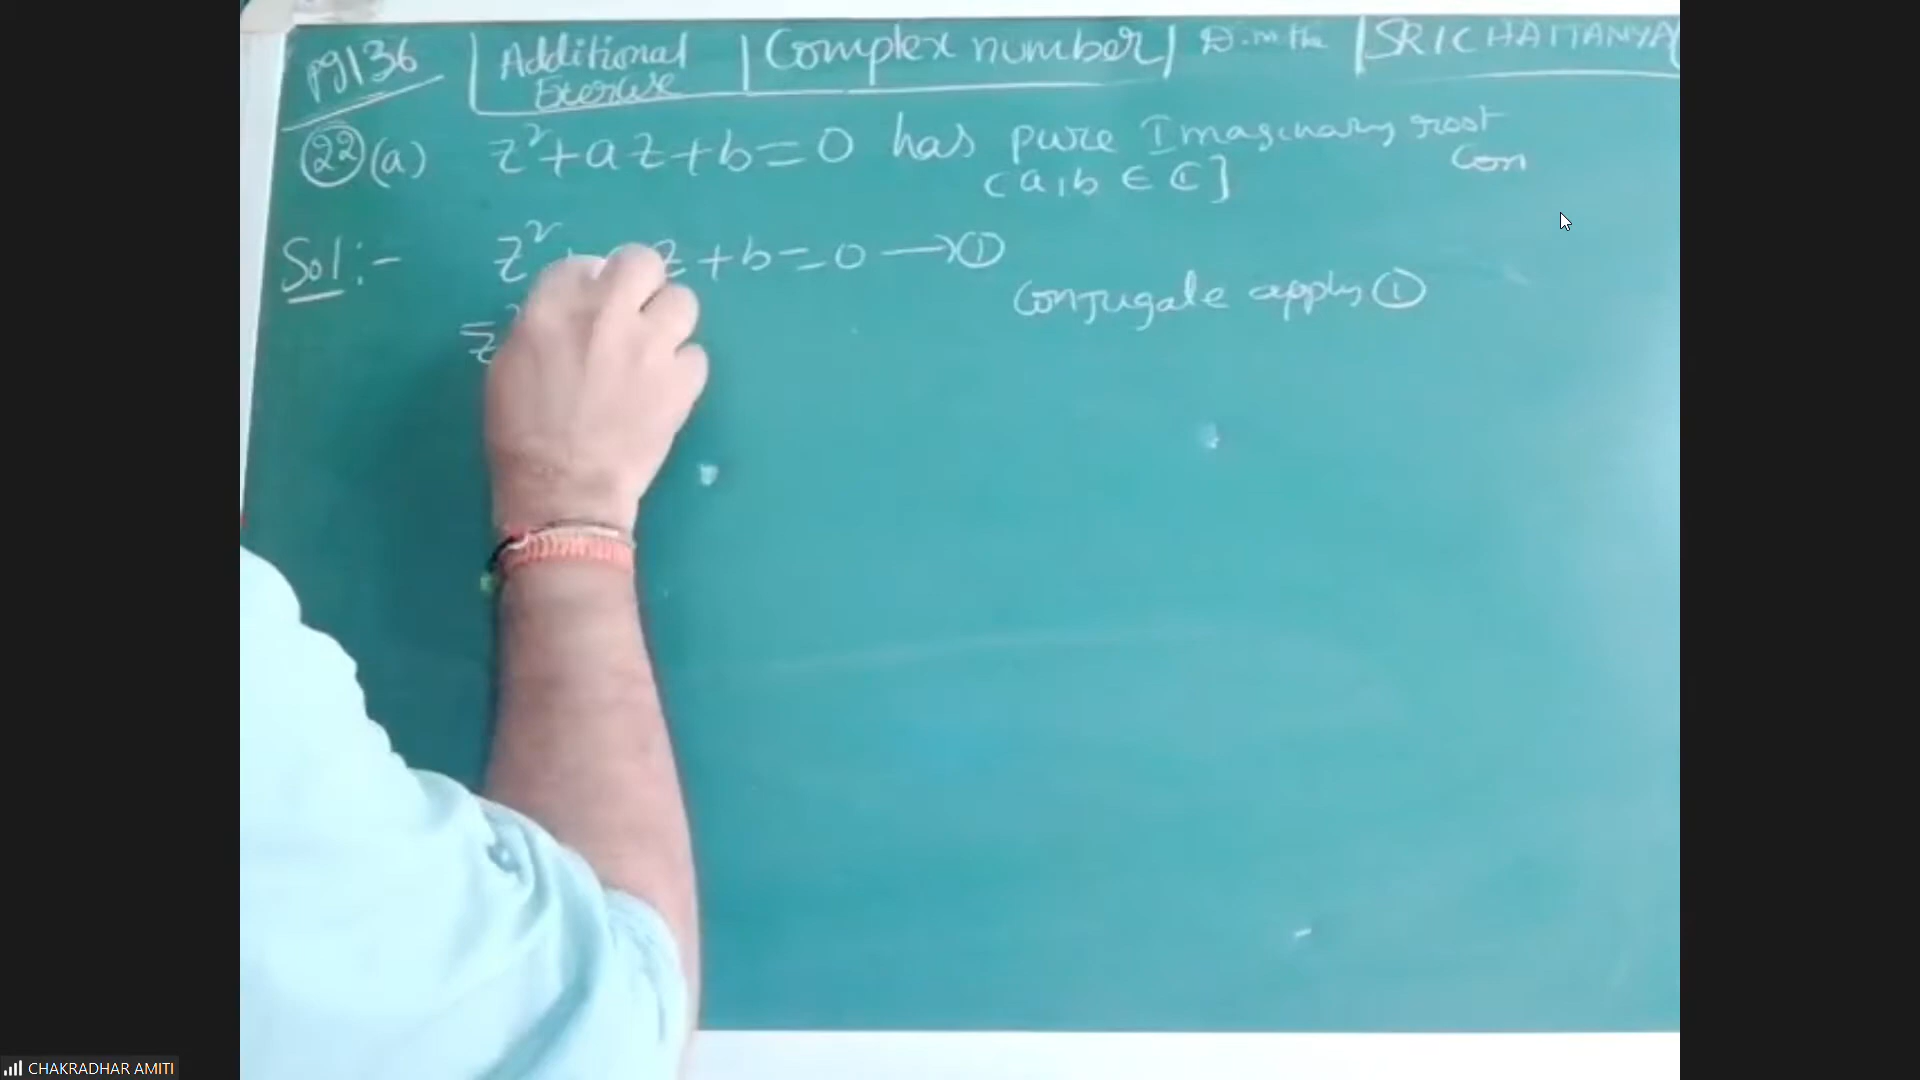 pg136 | Additional Exercise | Complex number | | SRICHAITANYA
22 (a) z²+az+b=0 has pure Imaginary root
(a,b ∈ ℂ] Con
Sol:- z² + z+b=0 → ①
Conjugate apply ①
z̄
CHAKRADHAR AMITI